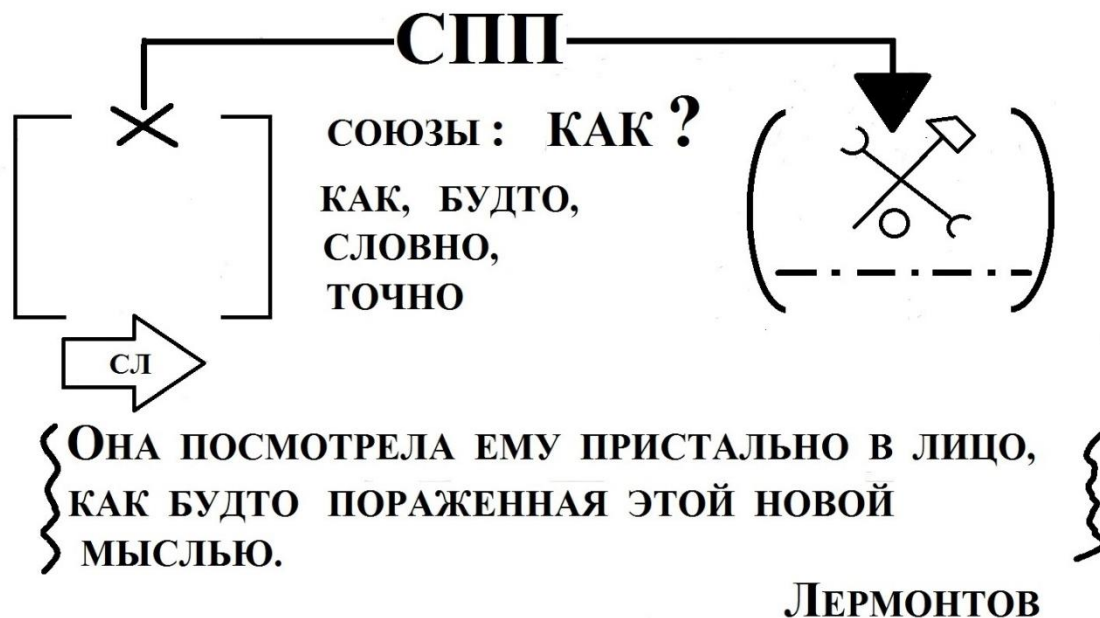 СПП
СОЮЗЫ : КАК ?
КАК, БУДТО,
СЛОВНО,
ТОЧНО
СЛ
ОНА ПОСМОТРЕЛА ЕМУ ПРИСТАЛЬНО В ЛИЦО,
КАК БУДТО ПОРАЖЕННАЯ ЭТОЙ НОВОЙ
МЫСЛЬЮ.
ЛЕРМОНТОВ